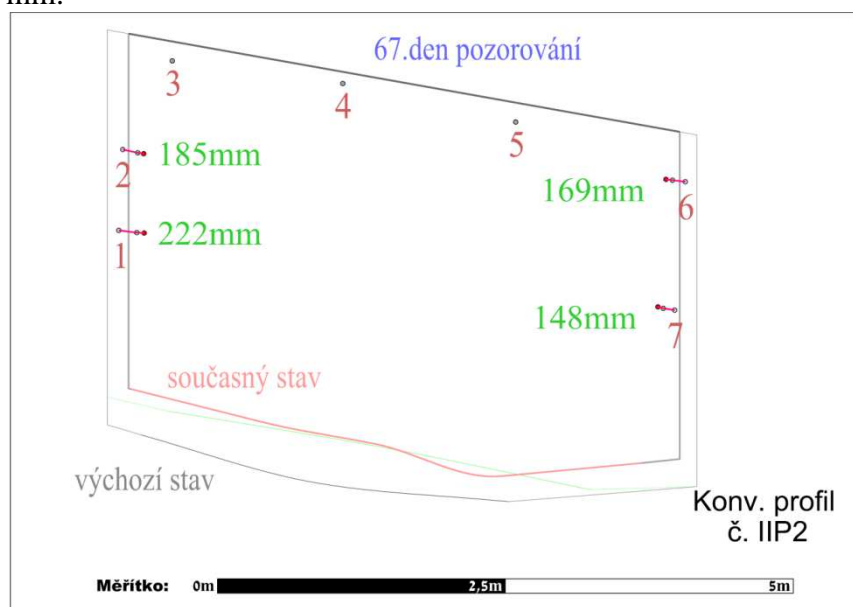 mm.
67.den pozorování
3
4
5
2
185mm
169mm
6
222mm
1
148mm
7
současný stav
výchozí stav
Konv. profil
č. IIP2
Měřítko: 0m 2,5m 5m